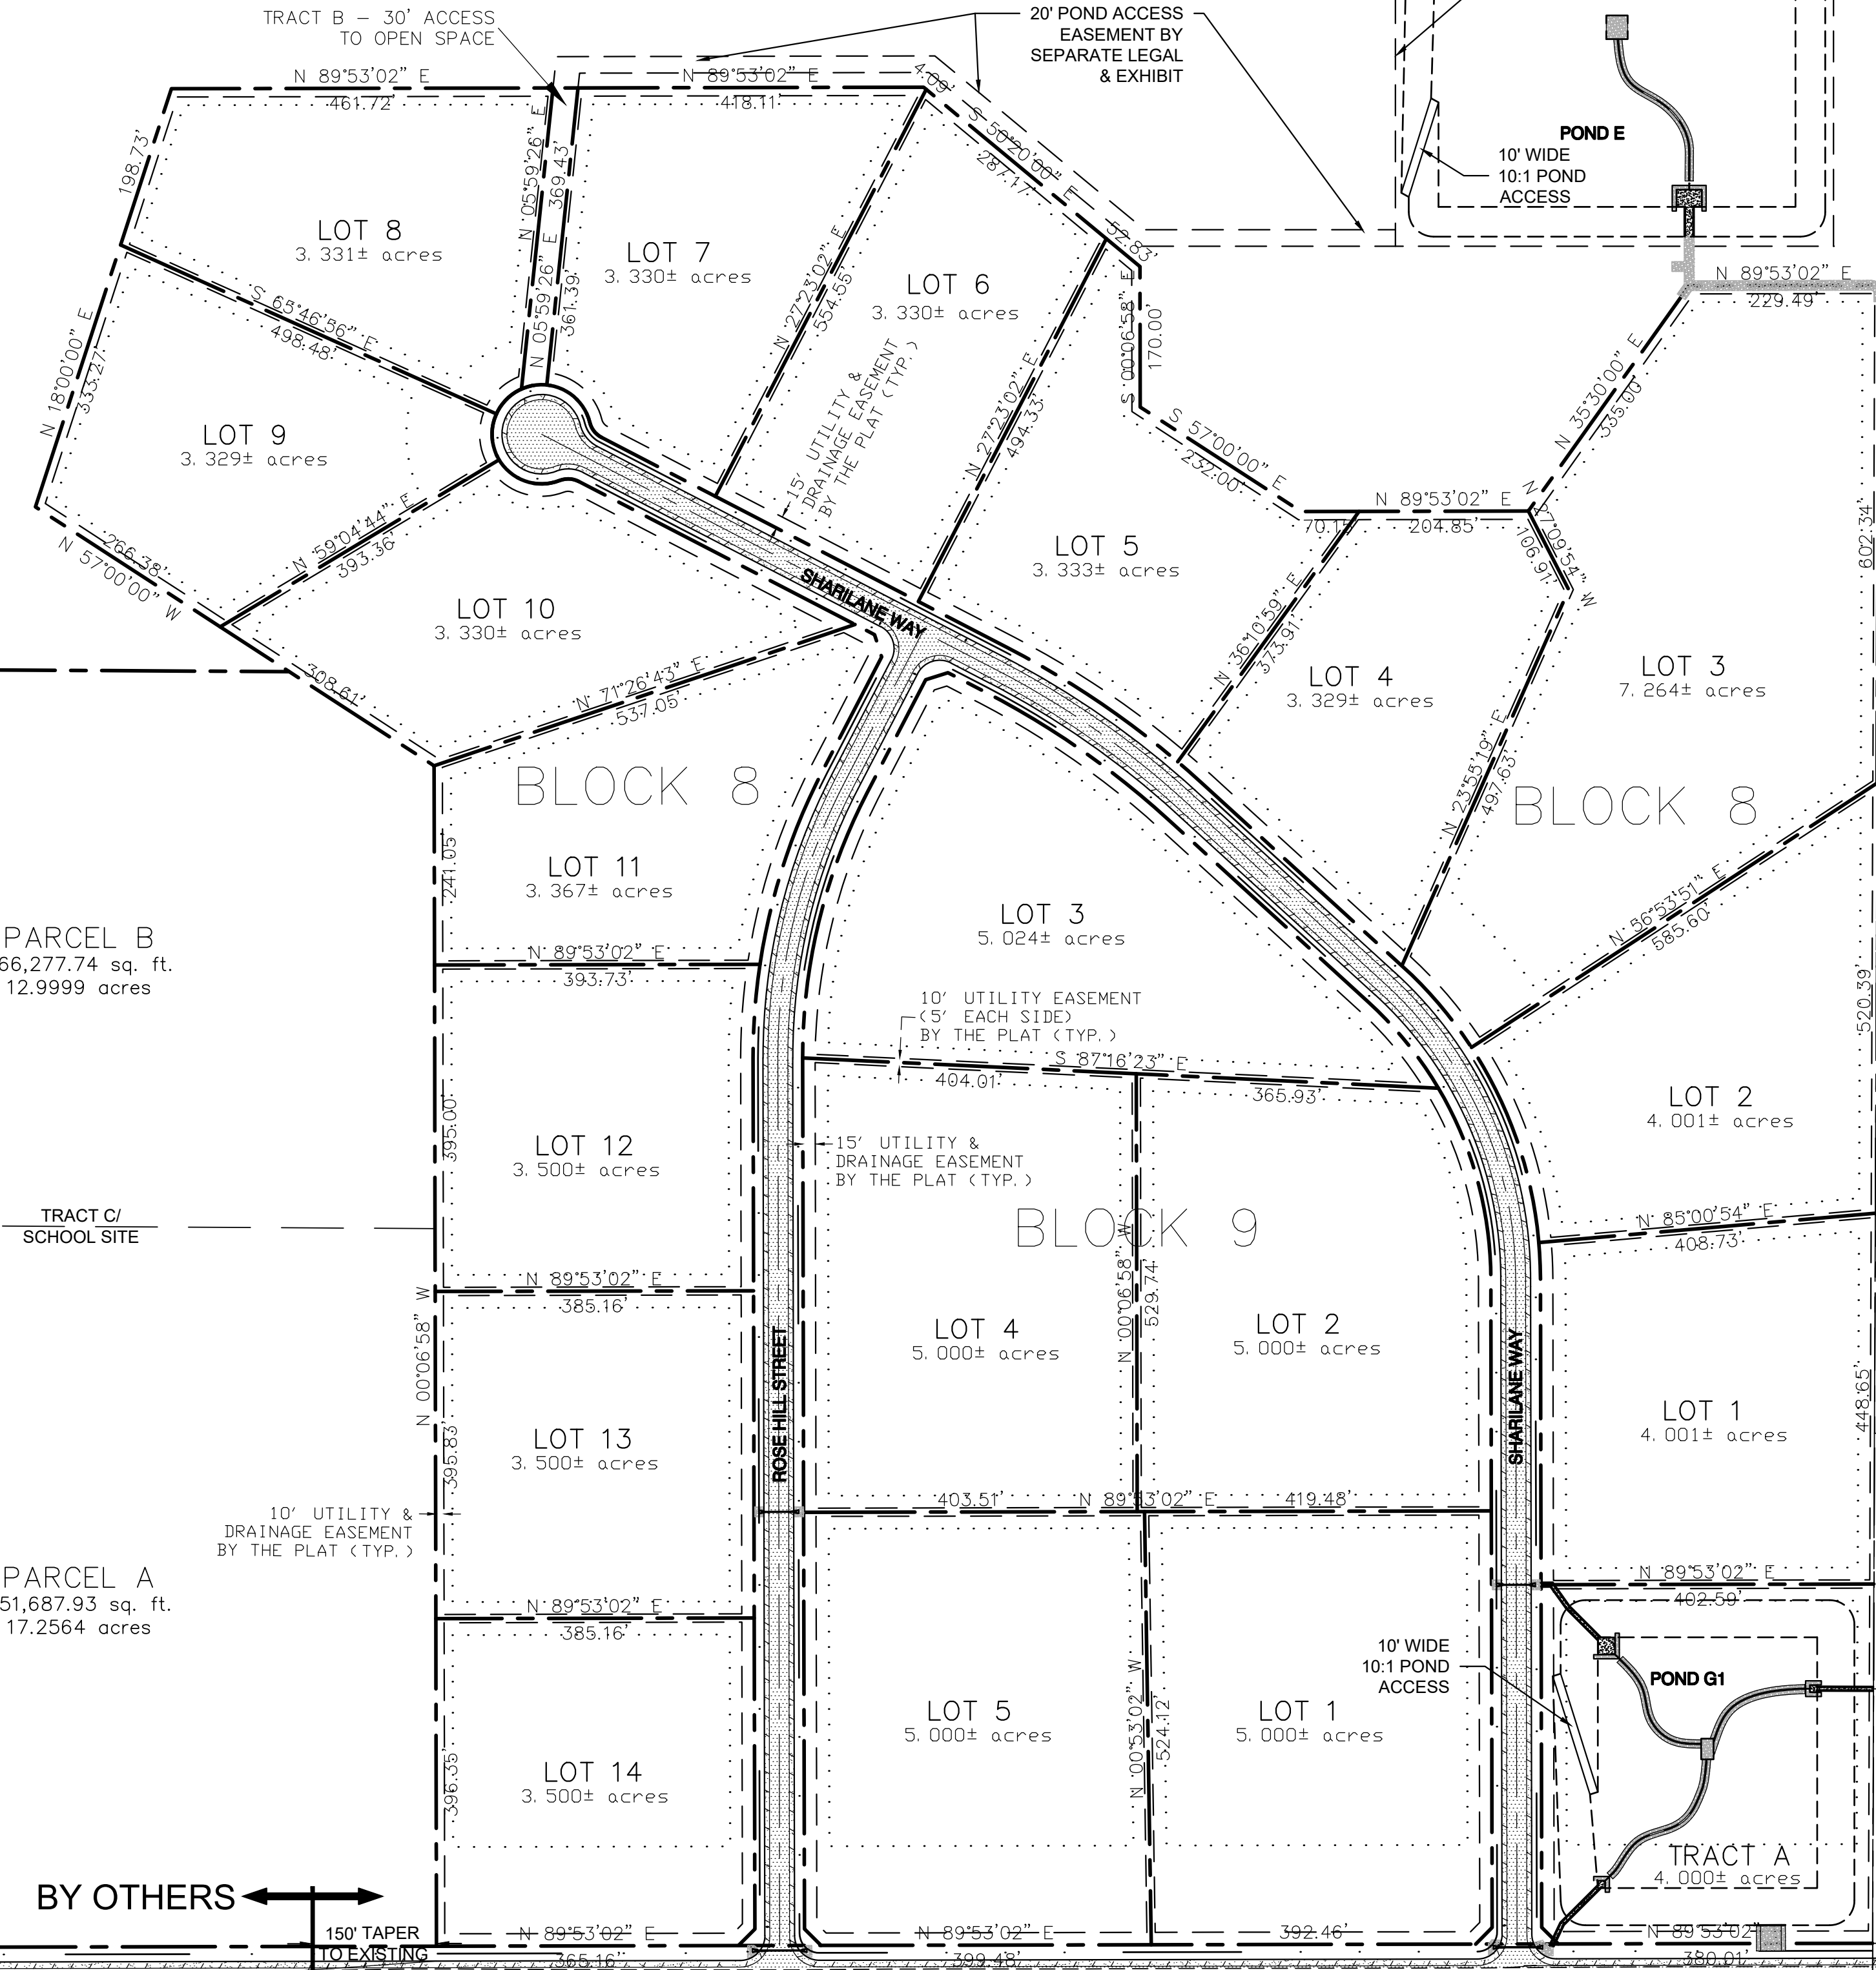 TRACT B – 30' ACCESS
TO OPEN SPACE
20' POND ACCESS
EASEMENT BY
SEPARATE LEGAL
& EXHIBIT
N 89°53'02" E
461.72'
N 89°53'02" E
418.11'
4.09'
S 50°20'00" E
287.17'
52.83'
POND E
10' WIDE
10:1 POND
ACCESS
198.73'
N 05°59'26" E
369.43'
N 05°59'26" E
361.39'
LOT 8
3.331± acres
LOT 7
3.330± acres
LOT 6
3.330± acres
N 27°23'02" E
554.55'
S 00°06'58" E
170.00'
N 89°53'02" E
229.49'
S 65°46'56" E
498.48'
N 18°00'00" E
333.27'
LOT 9
3.329± acres
15' UTILITY &
DRAINAGE EASEMENT
BY THE PLAT (TYP.)
N 27°23'02" E
494.33'
S 57°00'00" E
232.00'
N 35°30'00" E
335.00'
N 89°53'02" E
70.15'
204.85'
N 27°09'54" W
106.91'
602.34'
N 59°04'44" E
393.36'
266.38'
N 57°00'00" W
LOT 10
3.330± acres
SHARILANE WAY
LOT 5
3.333± acres
N 36°10'59" E
373.91'
LOT 4
3.329± acres
LOT 3
7.264± acres
308.61'
N 71°26'43" E
537.05'
N 23°55'19" E
497.63'
BLOCK 8
BLOCK 8
LOT 11
3.367± acres
241.05'
LOT 3
5.024± acres
N 56°53'51" E
585.60'
PARCEL B
66,277.74 sq. ft.
12.9999 acres
N 89°53'02" E
393.73'
10' UTILITY EASEMENT
(5' EACH SIDE)
BY THE PLAT (TYP.)
S 87°16'23" E
404.01'
365.93'
520.39'
LOT 2
4.001± acres
395.00'
LOT 12
3.500± acres
15' UTILITY &
DRAINAGE EASEMENT
BY THE PLAT (TYP.)
TRACT C/
SCHOOL SITE
BLOCK 9
N 85°00'54" E
408.73'
N 89°53'02" E
385.16'
N 00°06'58" W
N 00°06'58" W
529.74'
LOT 4
5.000± acres
LOT 2
5.000± acres
ROSE HILL STREET
SHARILANE WAY
LOT 13
3.500± acres
395.83'
LOT 1
4.001± acres
448.65'
403.51'
N 89°53'02" E
419.48'
10' UTILITY &
DRAINAGE EASEMENT
BY THE PLAT (TYP.)
PARCEL A
51,687.93 sq. ft.
17.2564 acres
N 89°53'02" E
385.16'
N 89°53'02" E
402.59'
10' WIDE
10:1 POND
ACCESS
POND G1
N 00°53'02" W
524.12'
LOT 5
5.000± acres
LOT 1
5.000± acres
LOT 14
3.500± acres
396.35'
TRACT A
4.000± acres
BY OTHERS
150' TAPER
TO EXISTING
N 89°53'02" E
365.16'
N 89°53'02" E
399.48'
392.46'
N 89°53'02"
380.01'